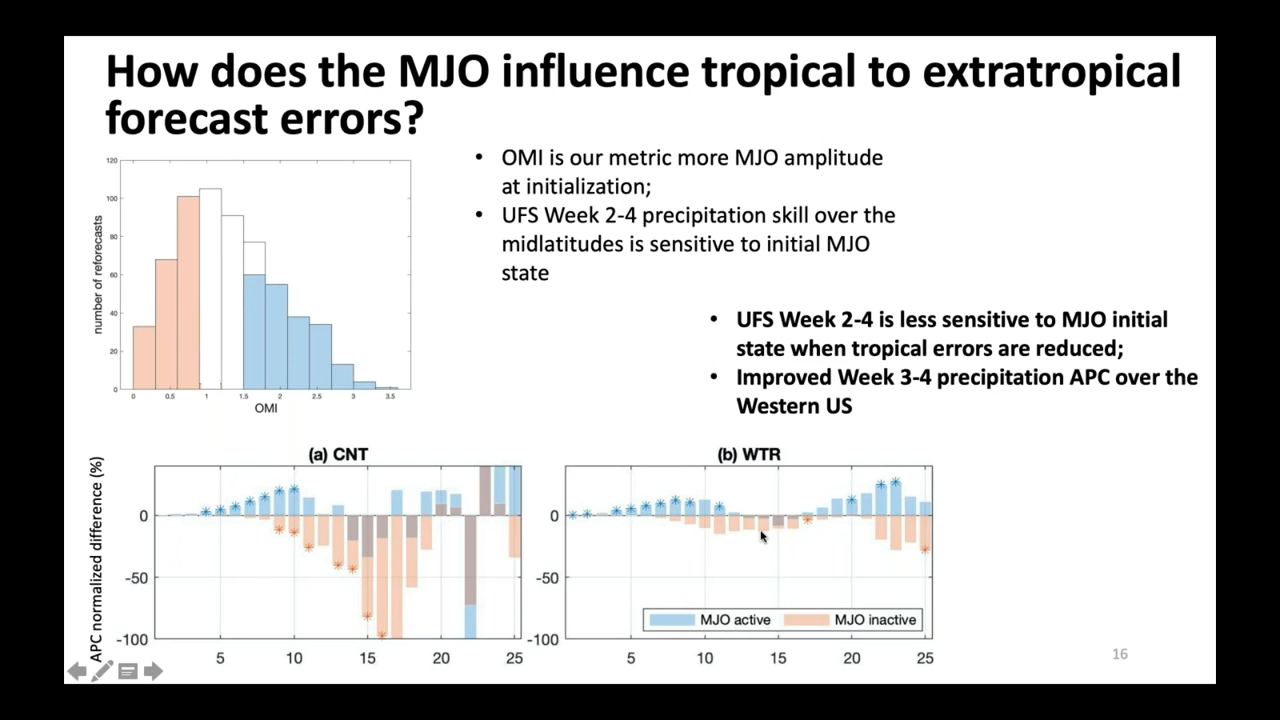 How does the MJO influence tropical to extratropical
forecast errors?
120
100
80
60
40
20
0
number of reforecasts
0 0.5 1 1.5 2 2.5 3 3.5
OMI
• OMI is our metric more MJO amplitude
at initialization;
• UFS Week 2-4 precipitation skill over the
midlatitudes is sensitive to initial MJO
state
• UFS Week 2-4 is less sensitive to MJO initial
state when tropical errors are reduced;
• Improved Week 3-4 precipitation APC over the
Western US
APC normalized difference (%)
(a) CNT
0
-50
-100
5 10 15 20 25
(b) WTR
0
-50
-100
MJO active MJO inactive
5 10 15 20 25
16